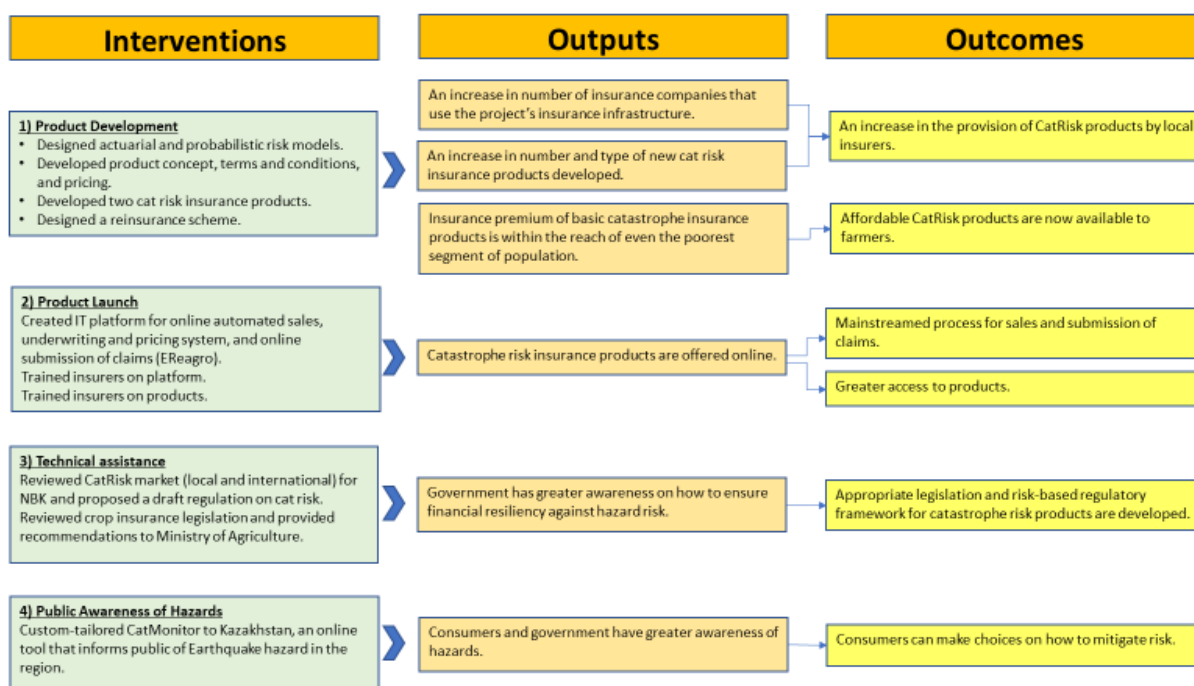 Interventions
Outputs
Outcomes
1) Product Development
• Designed actuarial and probabilistic risk models.
• Developed product concept, terms and conditions,
and pricing.
• Developed two cat risk insurance products.
• Designed a reinsurance scheme.
An increase in number of insurance companies that
use the project's insurance infrastructure.
An increase in number and type of new cat risk
insurance products developed.
Insurance premium of basic catastrophe insurance
products is within the reach of even the poorest
segment of population.
An increase in the provision of CatRisk products by local
insurers.
Affordable CatRisk products are now available to
farmers.
2) Product Launch
Created IT platform for online automated sales,
underwriting and pricing system, and online
submission of claims (EReagro).
Trained insurers on platform.
Trained insurers on products.
Catastrophe risk insurance products are offered online.
Mainstreamed process for sales and submission of
claims.
Greater access to products.
3) Technical assistance
Reviewed CatRisk market (local and international) for
NBK and proposed a draft regulation on cat risk.
Reviewed crop insurance legislation and provided
recommendations to Ministry of Agriculture.
Government has greater awareness on how to ensure
financial resiliency against hazard risk.
Appropriate legislation and risk-based regulatory
framework for catastrophe risk products are developed.
4) Public Awareness of Hazards
Custom-tailored CatMonitor to Kazakhstan, an online
tool that informs public of Earthquake hazard in the
region.
Consumers and government have greater awareness of
hazards.
Consumers can make choices on how to mitigate risk.